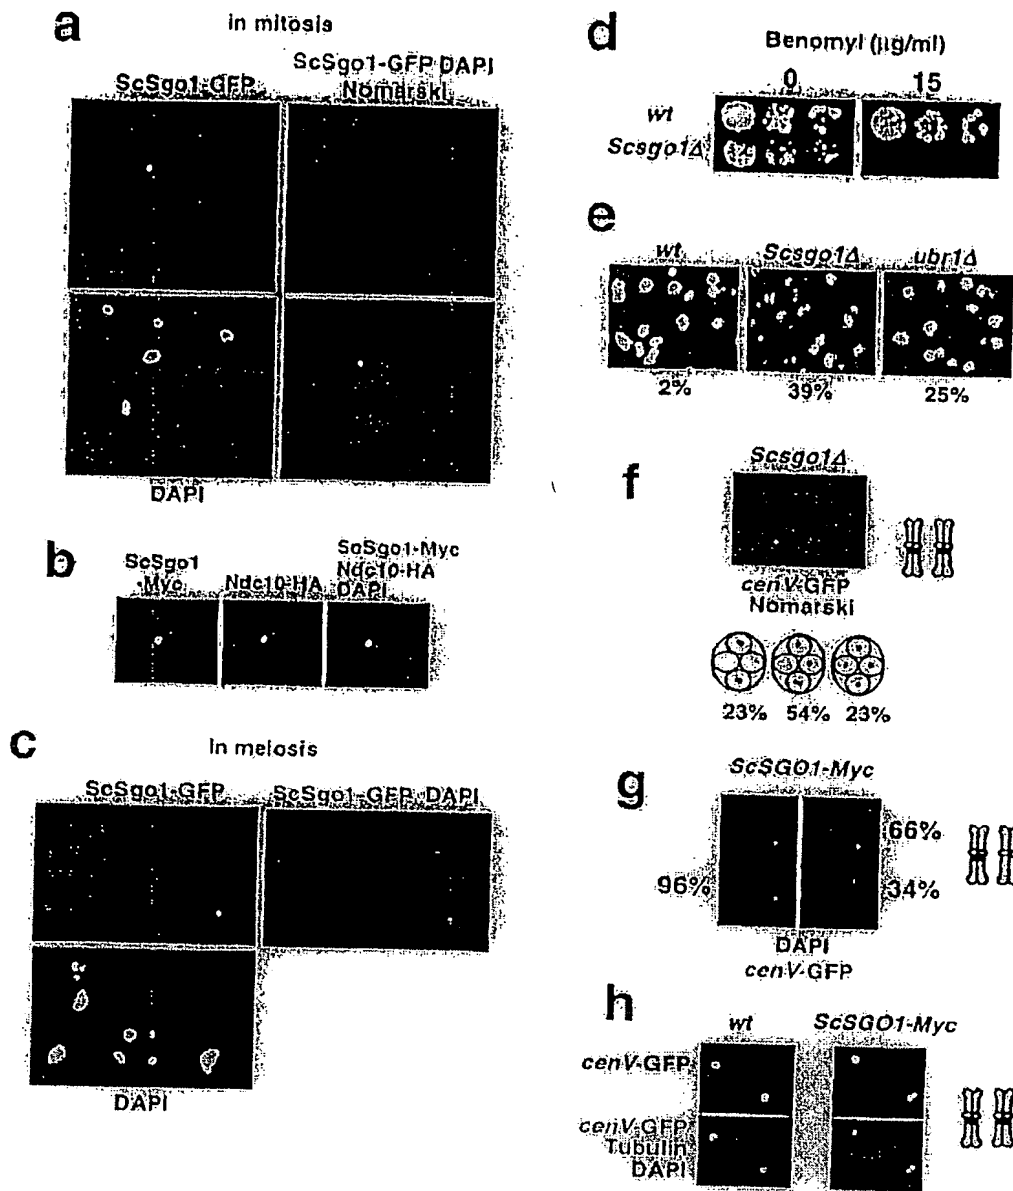 a
in mitosis
ScSgo1-GFP
ScSgo1-GFP DAPI
Nomarski
DAPI
b
ScSgo1
Myc
Ndc10-HA
ScSgo1-Myc
Ndc10-HA
DAPI
c
In meiosis
ScSgo1-GFP
ScSgo1-GFP DAPI
DAPI
d
Benomyl (µg/ml)
0 15
wt
Scsgo1Δ
e
wt Scsgo1Δ ubr1Δ
2% 39% 25%
f
Scsgo1Δ
cenV-GFP
Nomarski
23% 54% 23%
g
ScSGO1-Myc
66%
96% 34%
DAPI
cenV-GFP
h
wt ScSGO1-Myc
cenV-GFP
cenV-GFP
Tubulin
DAPI